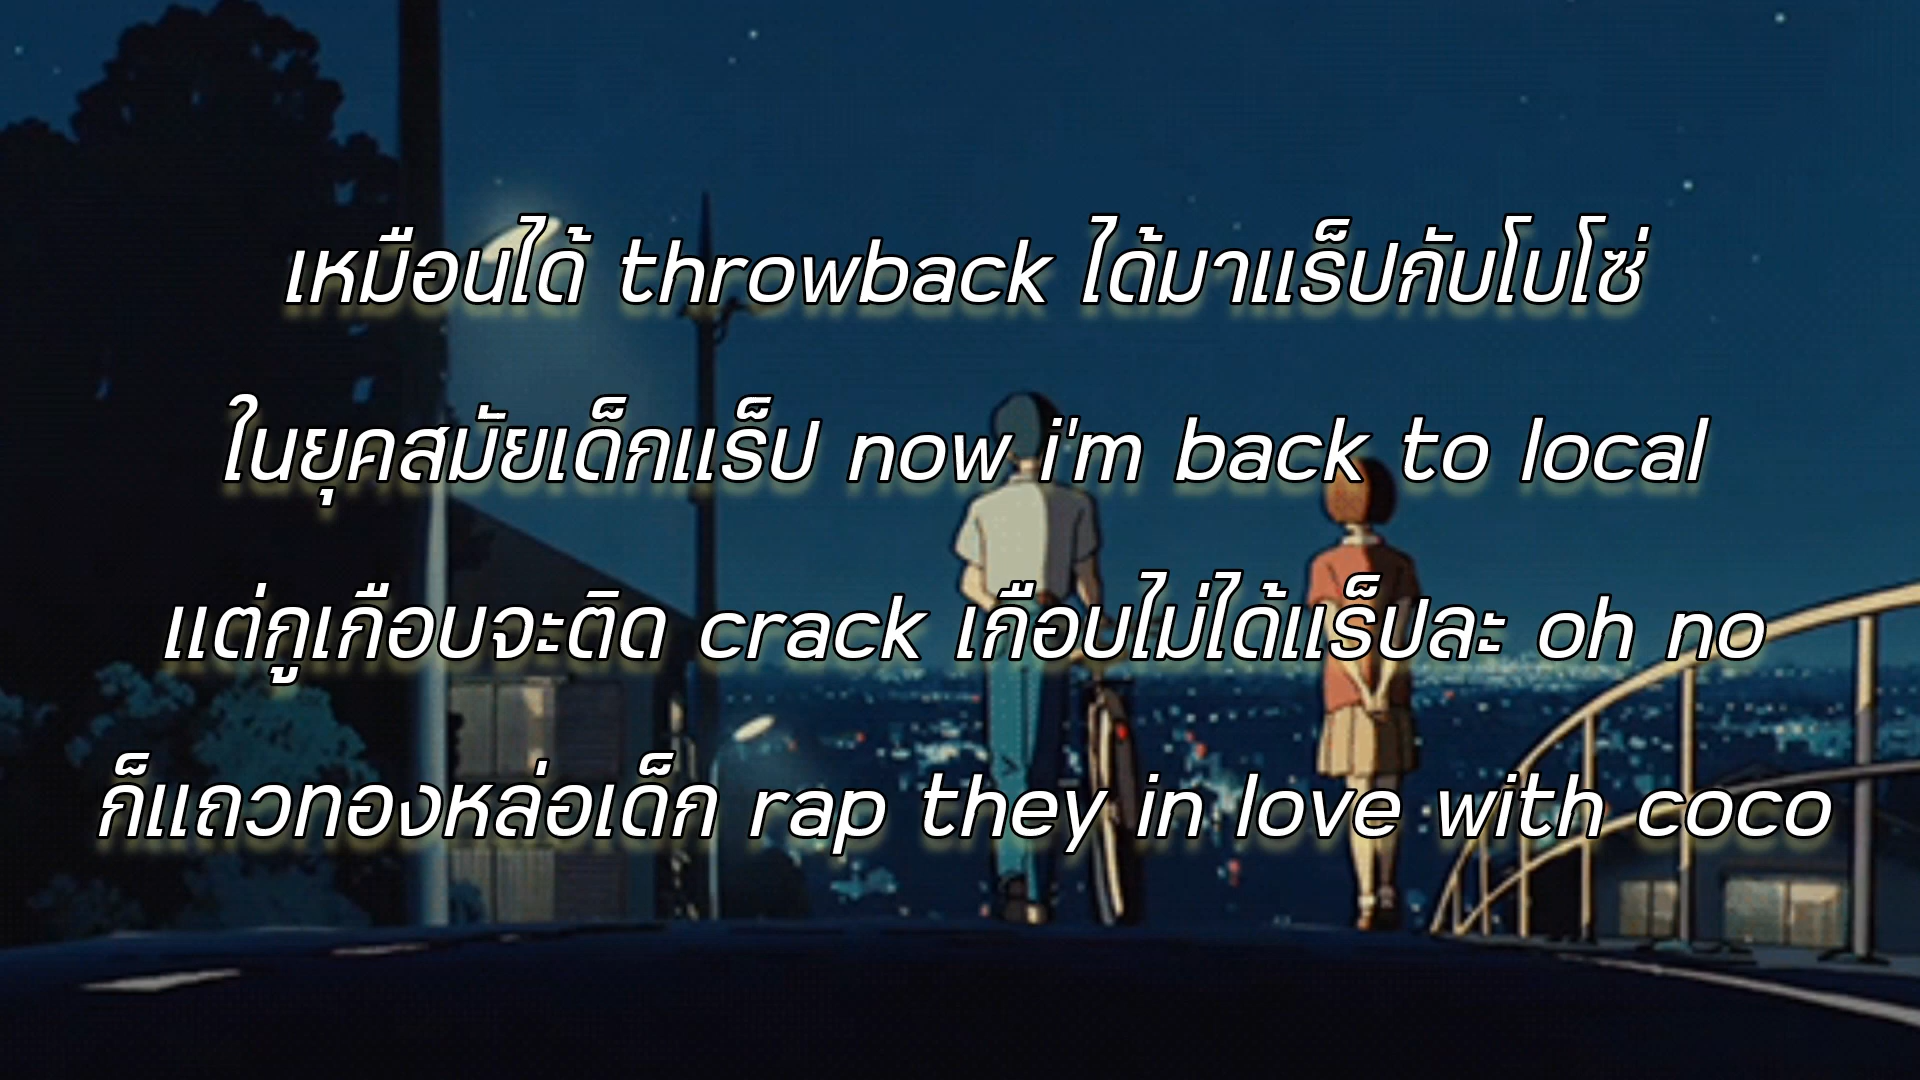 เหมือนได้ throwback ได้มาแร็ปกับโบโซ่
ในยุคสมัยเด็กแร็ป now i'm back to local
แต่กูเกือบจะติด crack เกือบไม่ได้แร็ปละ oh no
ก็แถวทองหล่อเด็ก rap they in love with coco